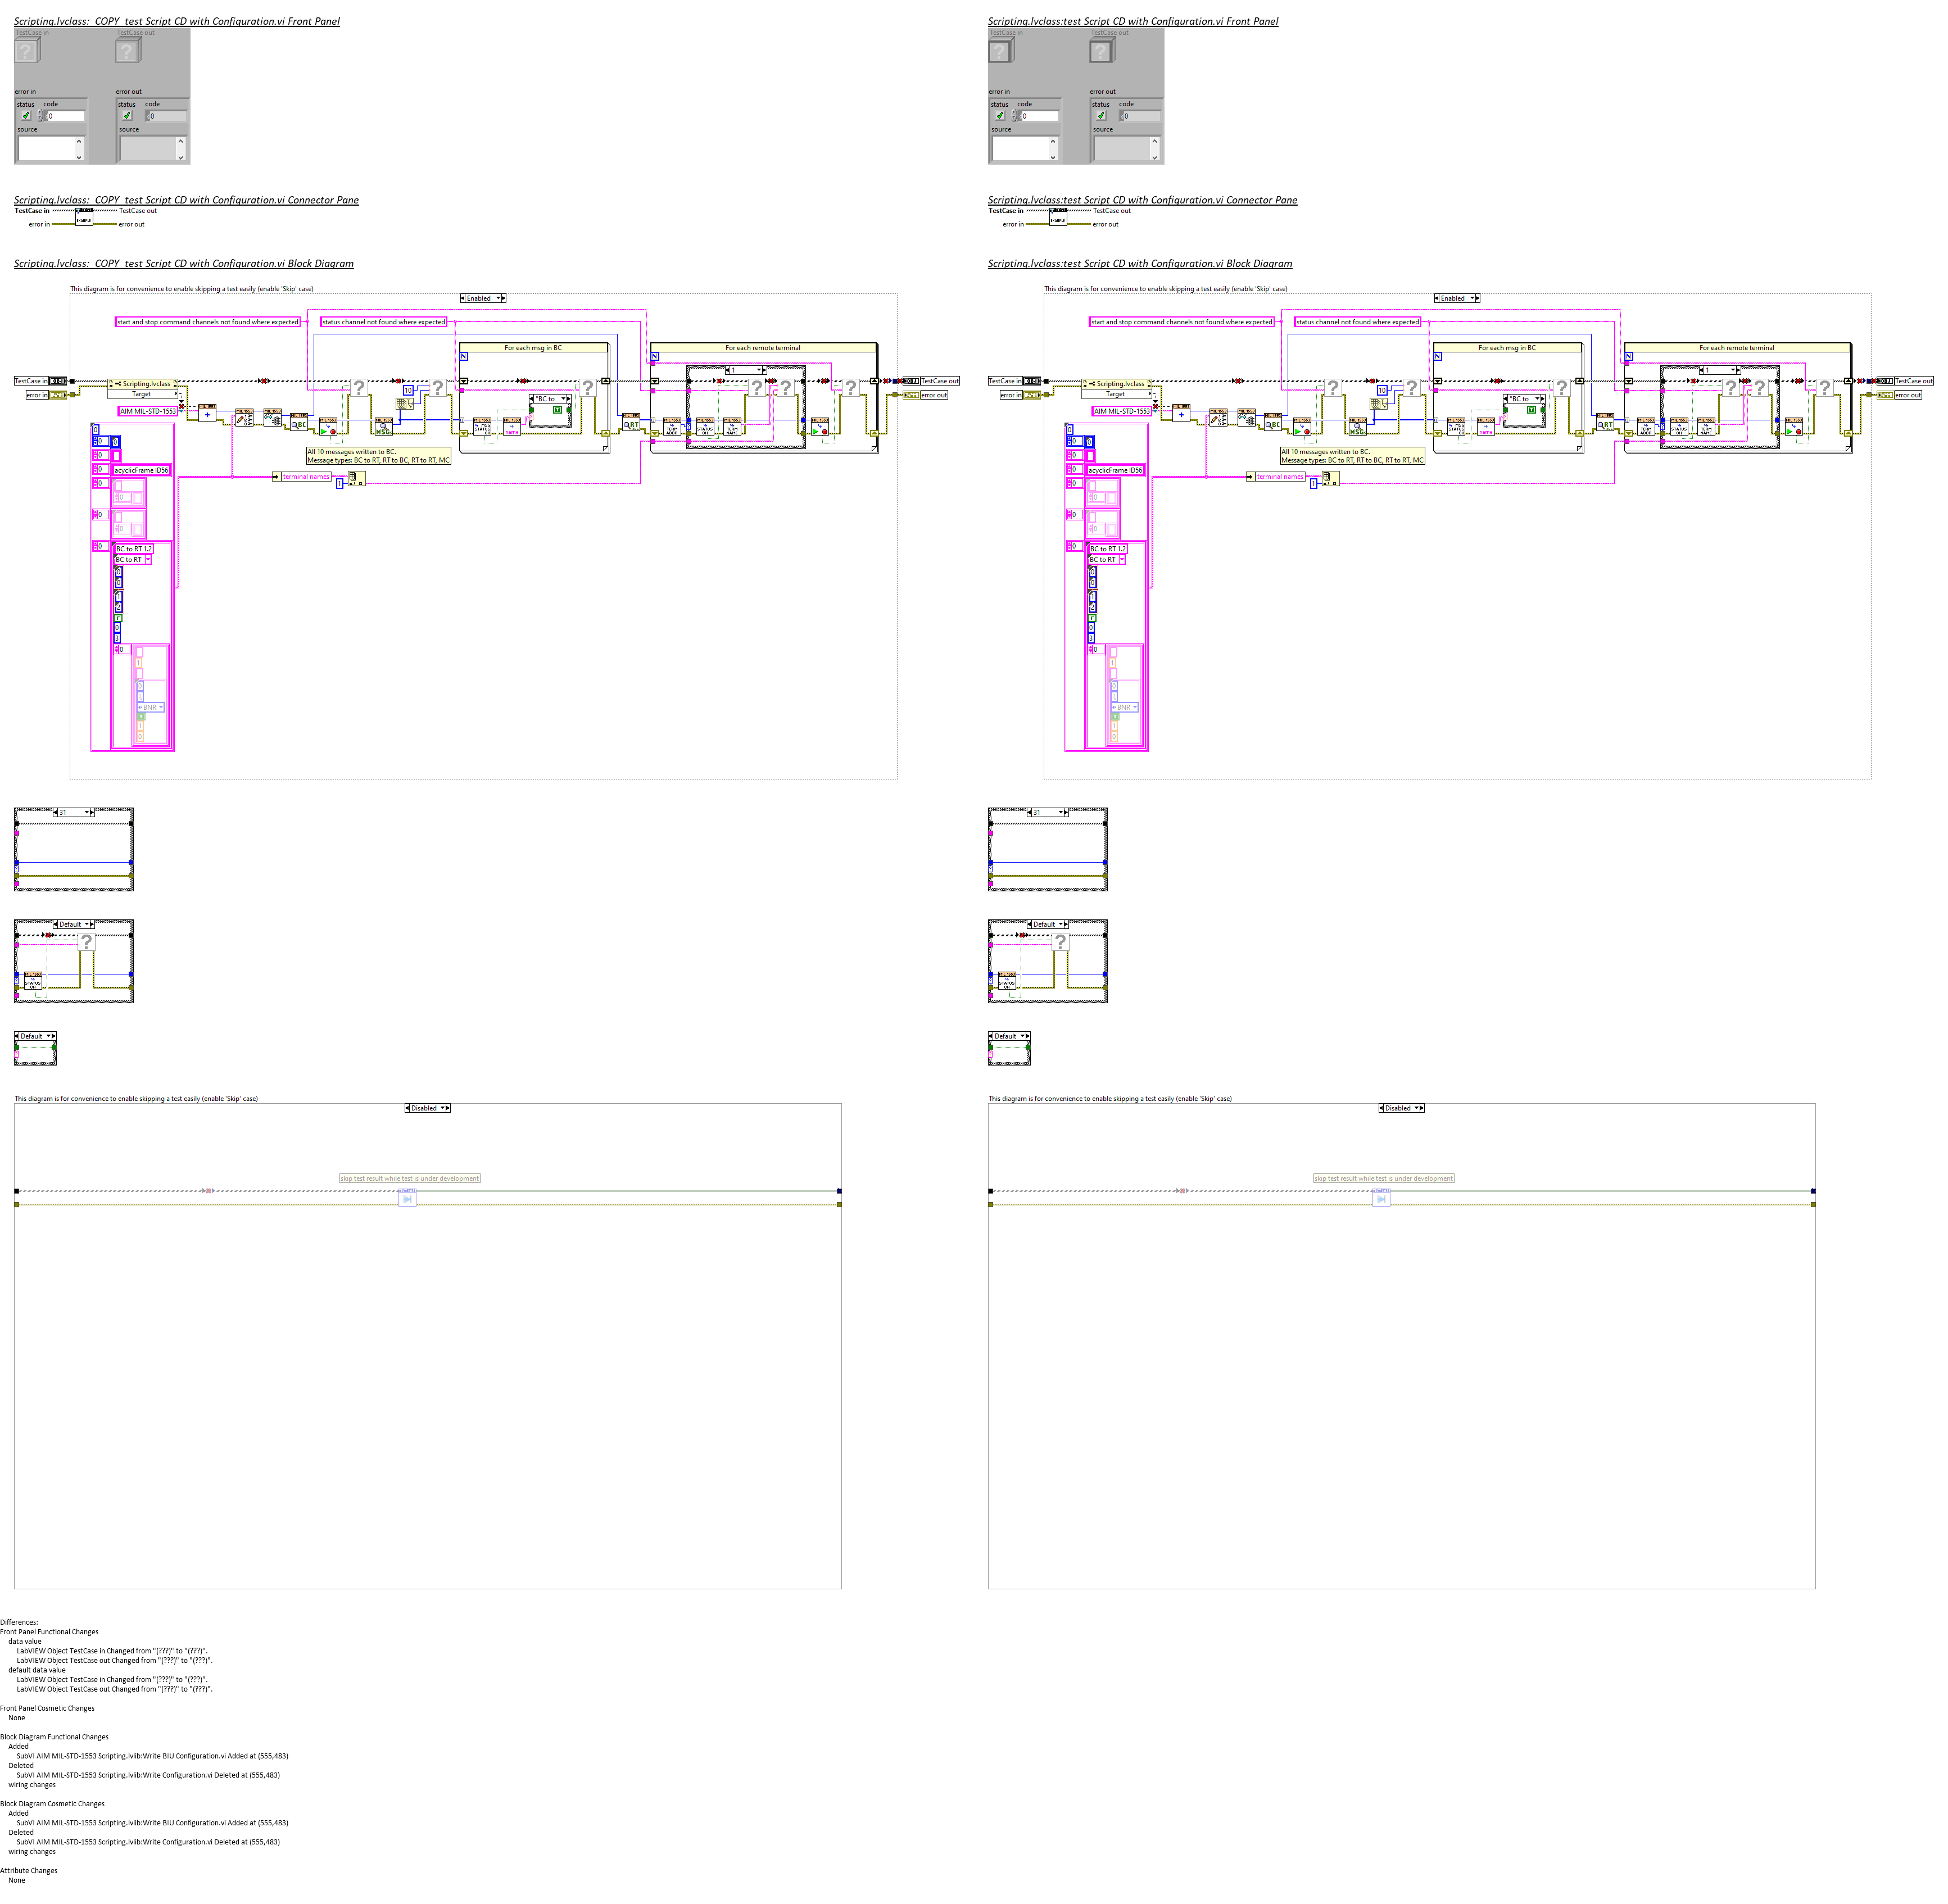 Scripting.lvclass:_COPY_test Script CD with Configuration.vi Front Panel
TestCase in
TestCase out
error in
error out
status
code
status
code
0
0
source
source
Scripting.lvclass:_COPY_test Script CD with Configuration.vi Connector Pane
TestCase in
TestCase out
error in
error out
Scripting.lvclass:_COPY_test Script CD with Configuration.vi Block Diagram
This diagram is for convenience to enable skipping a test easily (enable 'Skip' case)
Enabled
start and stop command channels not found where expected
status channel not found where expected
For each msg in BC
For each remote terminal
N
N
1
TestCase in
Scripting.lvclass
TestCase out
error in
Target
error out
10
"BC to
AIM MIL-STD-1553
All 10 messages written to BC.
Message types: BC to RT, RT to BC, RT to RT, MC
acyclicFrame ID56
terminal names
1
BC to RT 1.2
BC to RT
BNR
31
Default
Default
This diagram is for convenience to enable skipping a test easily (enable 'Skip' case)
Disabled
skip test result while test is under development
Scripting.lvclass:test Script CD with Configuration.vi Front Panel
TestCase in
TestCase out
error in
error out
status
code
status
code
0
0
source
source
Scripting.lvclass:test Script CD with Configuration.vi Connector Pane
TestCase in
TestCase out
error in
error out
Scripting.lvclass:test Script CD with Configuration.vi Block Diagram
This diagram is for convenience to enable skipping a test easily (enable 'Skip' case)
Enabled
start and stop command channels not found where expected
status channel not found where expected
For each msg in BC
For each remote terminal
N
N
1
TestCase in
Scripting.lvclass
TestCase out
error in
Target
error out
10
"BC to
AIM MIL-STD-1553
All 10 messages written to BC.
Message types: BC to RT, RT to BC, RT to RT, MC
acyclicFrame ID56
terminal names
1
BC to RT 1.2
BC to RT
BNR
31
Default
Default
This diagram is for convenience to enable skipping a test easily (enable 'Skip' case)
Disabled
skip test result while test is under development
Differences:
Front Panel Functional Changes
data value
LabVIEW Object TestCase in Changed from "(???)" to "(???)".
LabVIEW Object TestCase out Changed from "(???)" to "(???)".
default data value
LabVIEW Object TestCase in Changed from "(???)" to "(???)".
LabVIEW Object TestCase out Changed from "(???)" to "(???)".
Front Panel Cosmetic Changes
None
Block Diagram Functional Changes
Added
SubVI AIM MIL-STD-1553 Scripting.lvlib:Write BIU Configuration.vi Added at (555,483)
Deleted
SubVI AIM MIL-STD-1553 Scripting.lvlib:Write Configuration.vi Deleted at (555,483)
wiring changes
Block Diagram Cosmetic Changes
Added
SubVI AIM MIL-STD-1553 Scripting.lvlib:Write BIU Configuration.vi Added at (555,483)
Deleted
SubVI AIM MIL-STD-1553 Scripting.lvlib:Write Configuration.vi Deleted at (555,483)
wiring changes
Attribute Changes
None